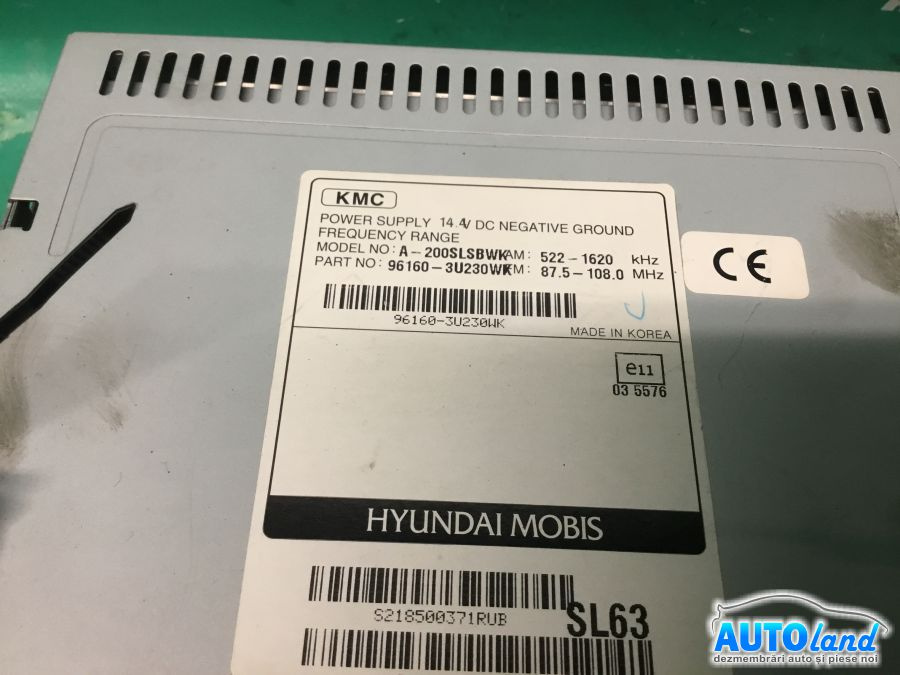 KMC
POWER SUPPLY 14.4V DC NEGATIVE GROUND
FREQUENCY RANGE
MODEL NO: A-200SLSBWK AM: 522-1620 kHz
PART NO: 96160-3U230WK FM: 87.5-108.0 MHz
96160-3U230WK
MADE IN KOREA
CE
e11
03 5576
HYUNDAI MOBIS
S218500371RUB
SL63
AUTOland
dezmembrări auto și piese noi